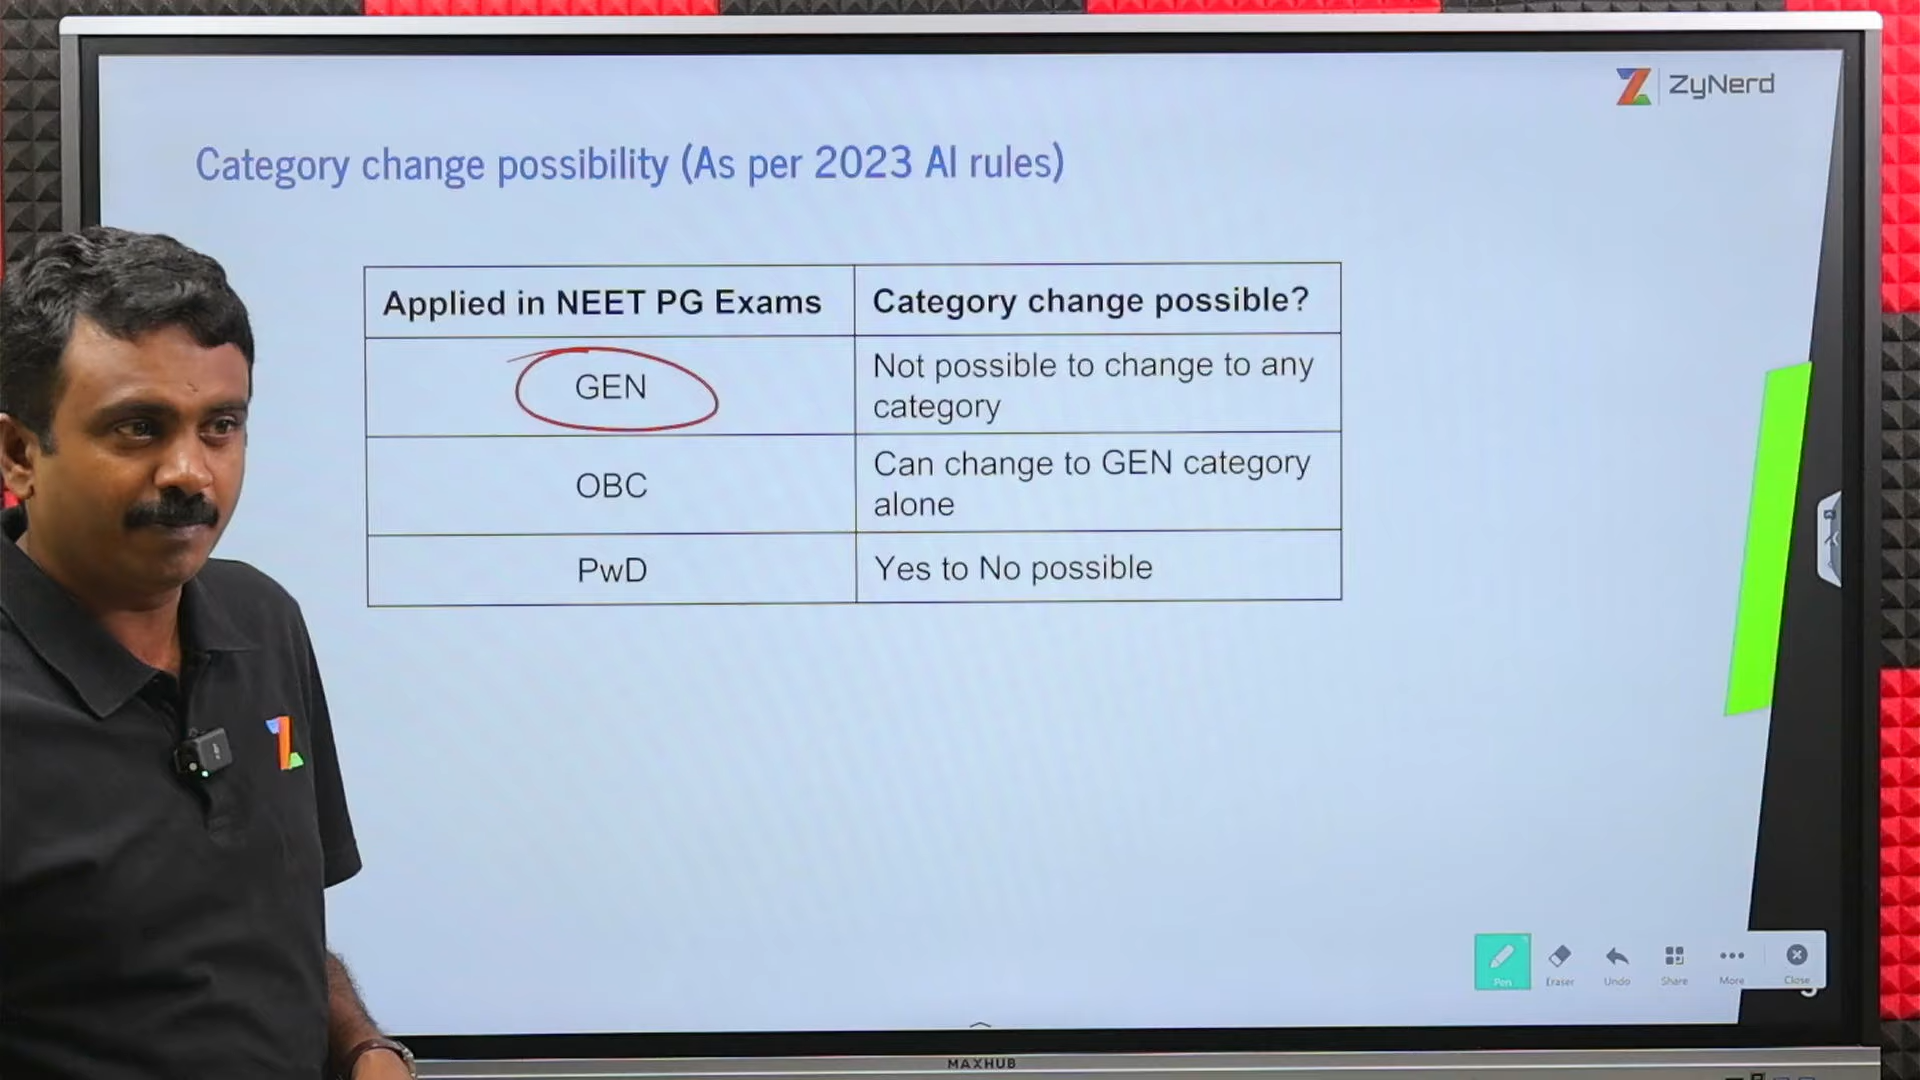 ZyNerd
Category change possibility (As per 2023 AI rules)
Applied in NEET PG Exams
Category change possible?
GEN
Not possible to change to any
category
OBC
Can change to GEN category
alone
PwD
Yes to No possible
Pen
Eraser
Undo
Share
More
Close
MAXHUB